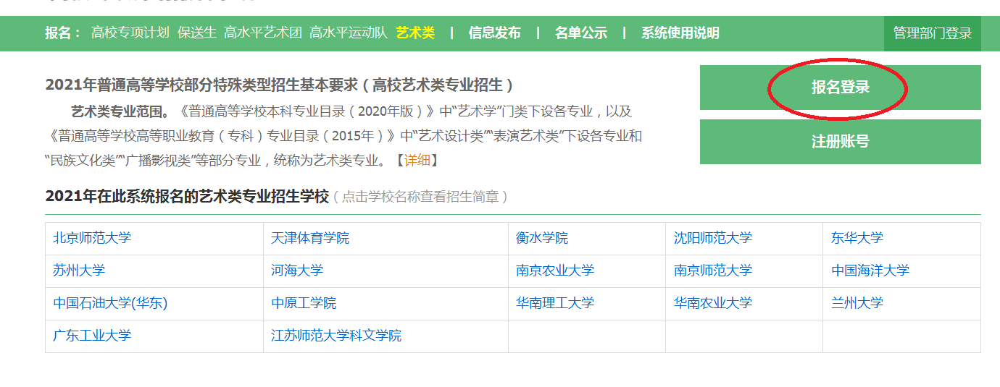 报名： 高校专项计划 保送生 高水平艺术团 高水平运动队 艺术类 | 信息发布 | 名单公示 | 系统使用说明 管理部门登录
2021年普通高等学校部分特殊类型招生基本要求（高校艺术类专业招生）
报名登录
艺术类专业范围。《普通高等学校本科专业目录（2020年版）》中“艺术学”门类下设各专业，以及
《普通高等学校高等职业教育（专科）专业目录（2015年）》中“艺术设计类”“表演艺术类”下设各专业和
注册账号
“民族文化类”“广播影视类”等部分专业，统称为艺术类专业。【详细】
2021年在此系统报名的艺术类专业招生学校（点击学校名称查看招生简章）
北京师范大学 天津体育学院 衡水学院 沈阳师范大学 东华大学
苏州大学 河海大学 南京农业大学 南京师范大学 中国海洋大学
中国石油大学(华东) 中原工学院 华南理工大学 华南农业大学 兰州大学
广东工业大学 江苏师范大学科文学院